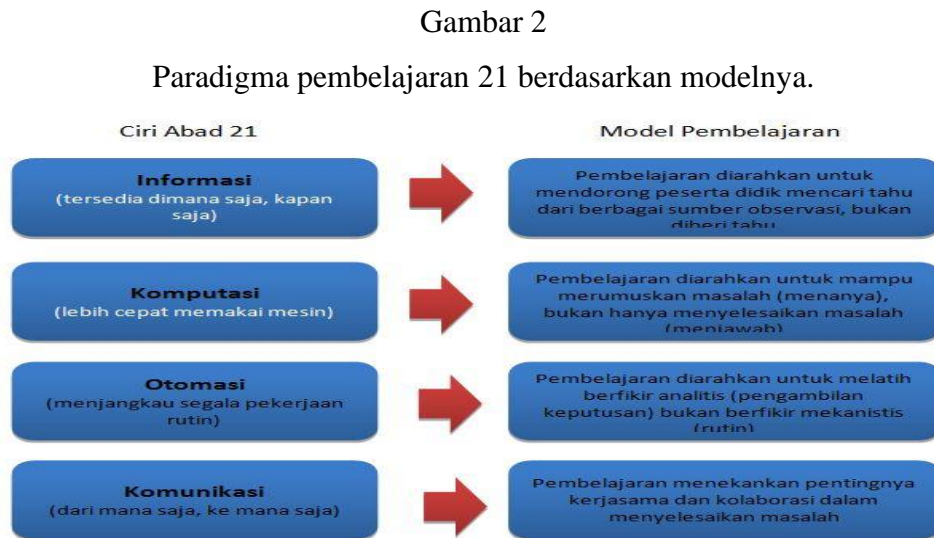 Gambar 2
Paradigma pembelajaran 21 berdasarkan modelnya.
Ciri Abad 21
Model Pembelajaran
Informasi
(tersedia dimana saja, kapan
saja)
Pembelajaran diarahkan untuk
mendorong peserta didik mencari tahu
dari berbagai sumber observasi, bukan
diberi tahu
Komputasi
(lebih cepat memakai mesin)
Pembelajaran diarahkan untuk mampu
merumuskan masalah (menanya),
bukan hanya menyelesaikan masalah
(menjawab)
Otomasi
(menjangkau segala pekerjaan
rutin)
Pembelajaran diarahkan untuk melatih
berfikir analitis (pengambilan
keputusan) bukan berfikir mekanistis
(rutin)
Komunikasi
(dari mana saja, ke mana saja)
Pembelajaran menekankan pentingnya
kerjasama dan kolaborasi dalam
menyelesaikan masalah